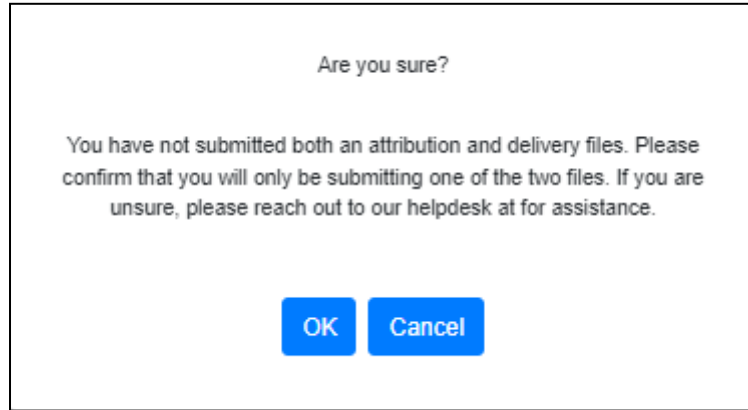 Are you sure?
You have not submitted both an attribution and delivery files. Please
confirm that you will only be submitting one of the two files. If you are
unsure, please reach out to our helpdesk at for assistance.
OK Cancel